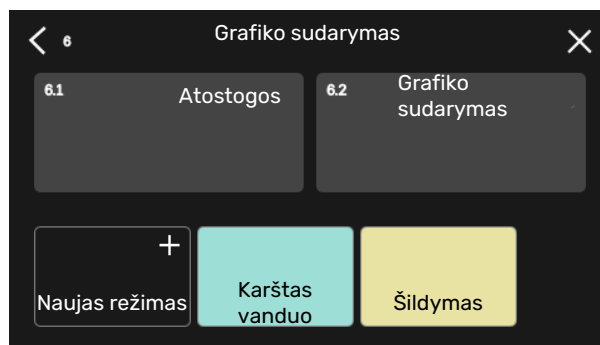 6
Grafiko sudarymas
6.1
Atostogos
6.2
Grafiko
sudarymas
Naujas režimas
Karštas
vanduo
Šildymas